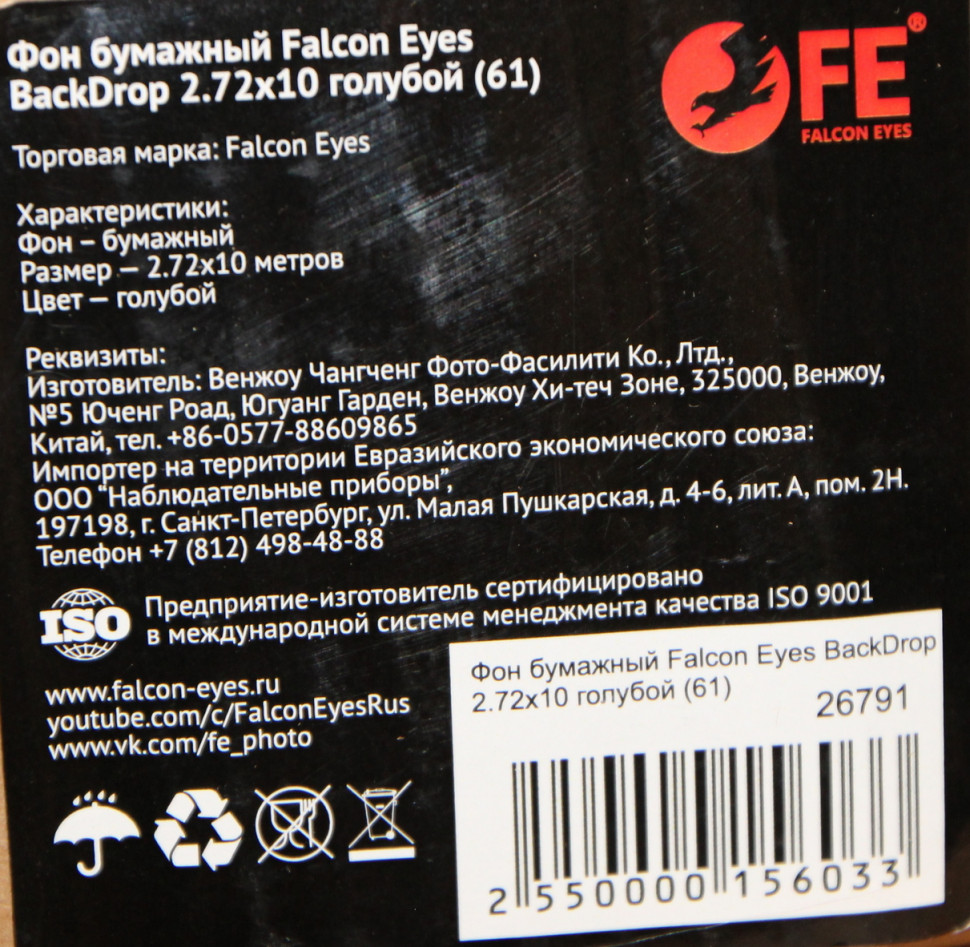 Фон бумажный Falcon Eyes
BackDrop 2.72x10 голубой (61)
FE®
FALCON EYES
Торговая марка: Falcon Eyes
Характеристики:
Фон – бумажный
Размер – 2.72x10 метров
Цвет – голубой
Реквизиты:
Изготовитель: Венжоу Чангченг Фото-Фасилити Ко., Лтд.,
№5 Юченг Роад, Югуанг Гарден, Венжоу Хи-теч Зоне, 325000, Венжоу,
Китай, тел. +86-0577-88609865
Импортер на территории Евразийского экономического союза:
ООО "Наблюдательные приборы",
197198, г. Санкт-Петербург, ул. Малая Пушкарская, д. 4-6, лит. А, пом. 2Н.
Телефон +7 (812) 498-48-88
ISO
Предприятие-изготовитель сертифицировано
в международной системе менеджмента качества ISO 9001
www.falcon-eyes.ru
youtube.com/c/FalconEyesRus
www.vk.com/fe_photo
Фон бумажный Falcon Eyes BackDrop
2.72x10 голубой (61)
26791
2 550000 156033